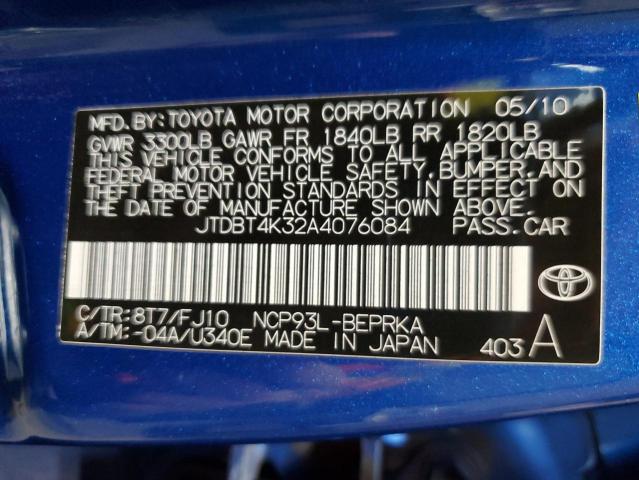 MFD.BY:TOYOTA MOTOR CORPORATION 05/10
GVWR 3300LB GAWR FR 1840LB RR 1820LB
THIS VEHICLE CONFORMS TO ALL APPLICABLE
FEDERAL MOTOR VEHICLE SAFETY,BUMPER,AND
THEFT PREVENTION STANDARDS IN EFFECT ON
THE DATE OF MANUFACTURE SHOWN ABOVE.
JTDBT4K32A4076084 PASS.CAR
C/TR:8T7/FJ10 NCP93L-BEPRKA
A/TM:-04A/U340E MADE IN JAPAN 403 A